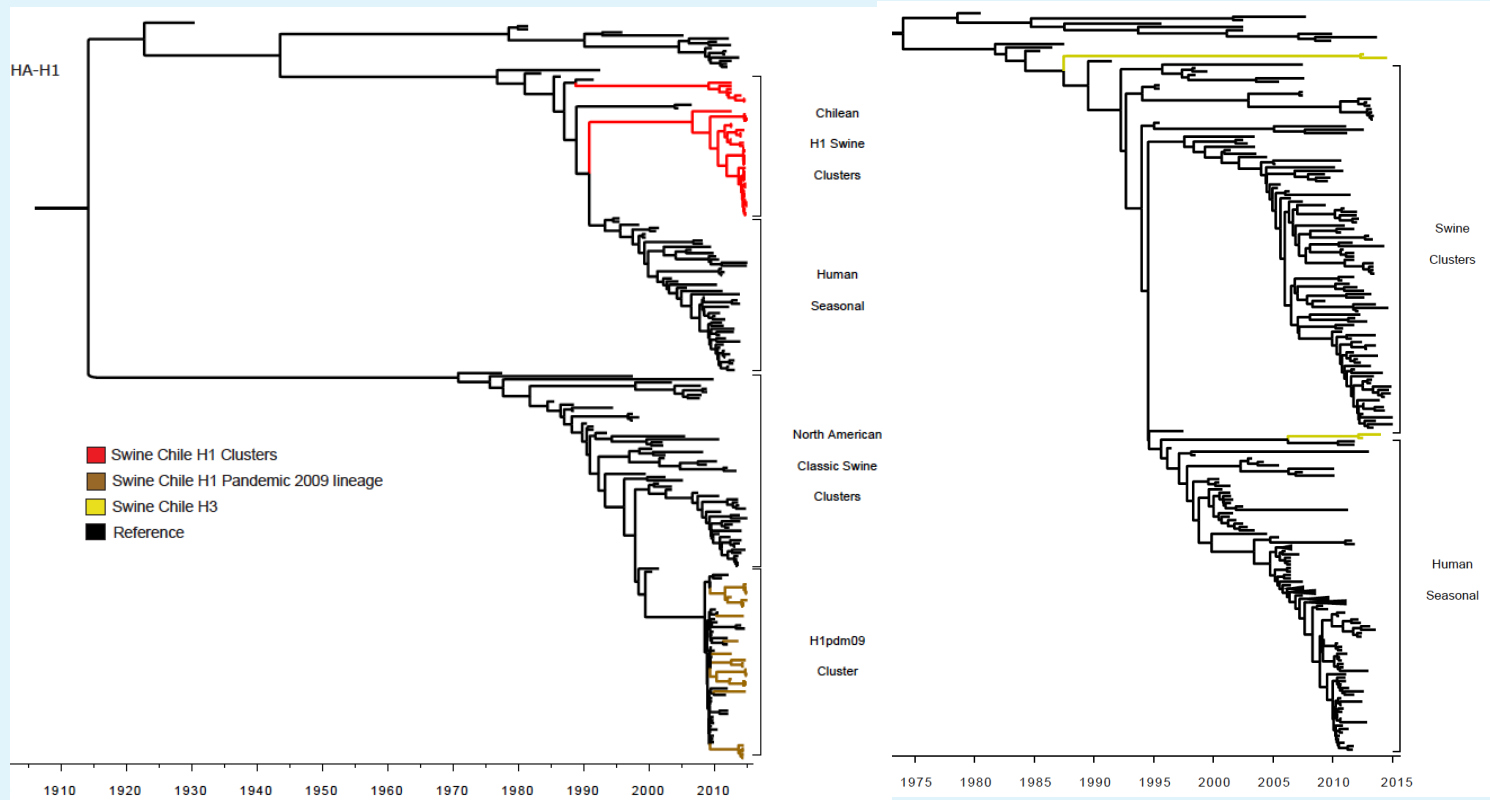 HA-H1
Chilean
H1 Swine
Clusters
Human
Seasonal
North American
Classic Swine
Clusters
H1pdm09
Cluster
Swine Chile H1 Clusters
Swine Chile H1 Pandemic 2009 lineage
Swine Chile H3
Reference
1910 1920 1930 1940 1950 1960 1970 1980 1990 2000 2010
Swine
Clusters
Human
Seasonal
1975 1980 1985 1990 1995 2000 2005 2010 2015